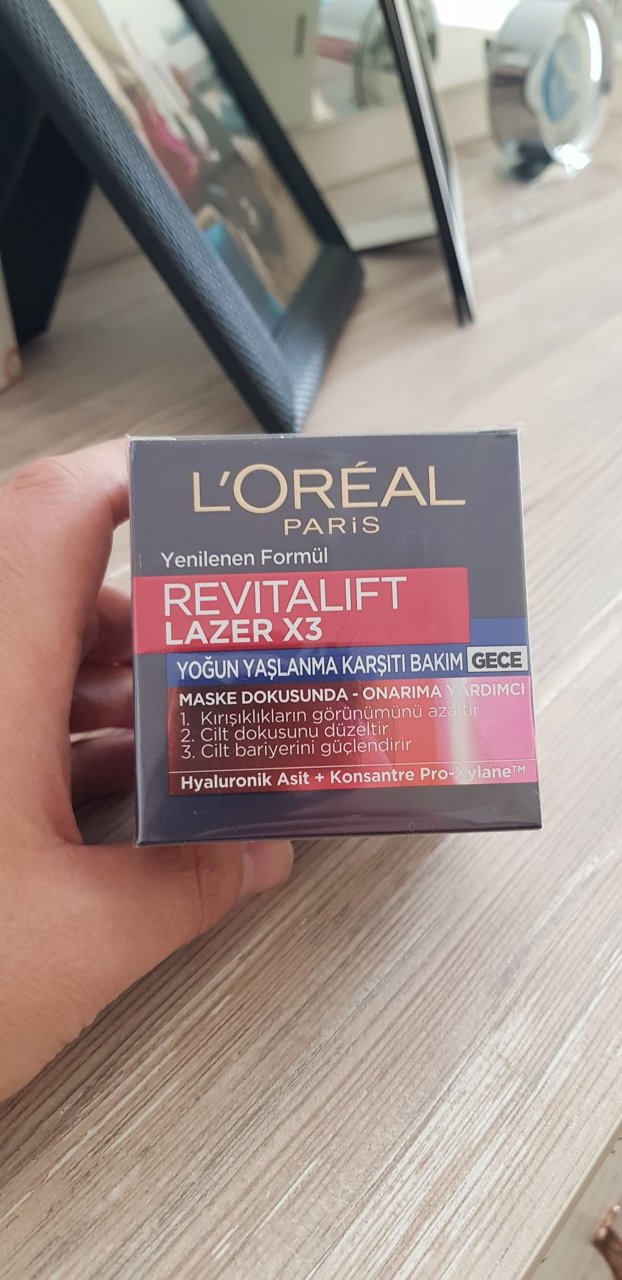 L'ORÉAL
PARiS
Yenilenen Formül
REVITALIFT
LAZER X3
YOĞUN YAŞLANMA KARŞITI BAKIM GECE
MASKE DOKUSUNDA - ONARIMA YARDIMCI
1. Kırışıklıkların görünümünü azaltır
2. Cilt dokusunu düzeltir
3. Cilt bariyerini güçlendirir
Hyaluronik Asit + Konsantre Pro-Xylane™